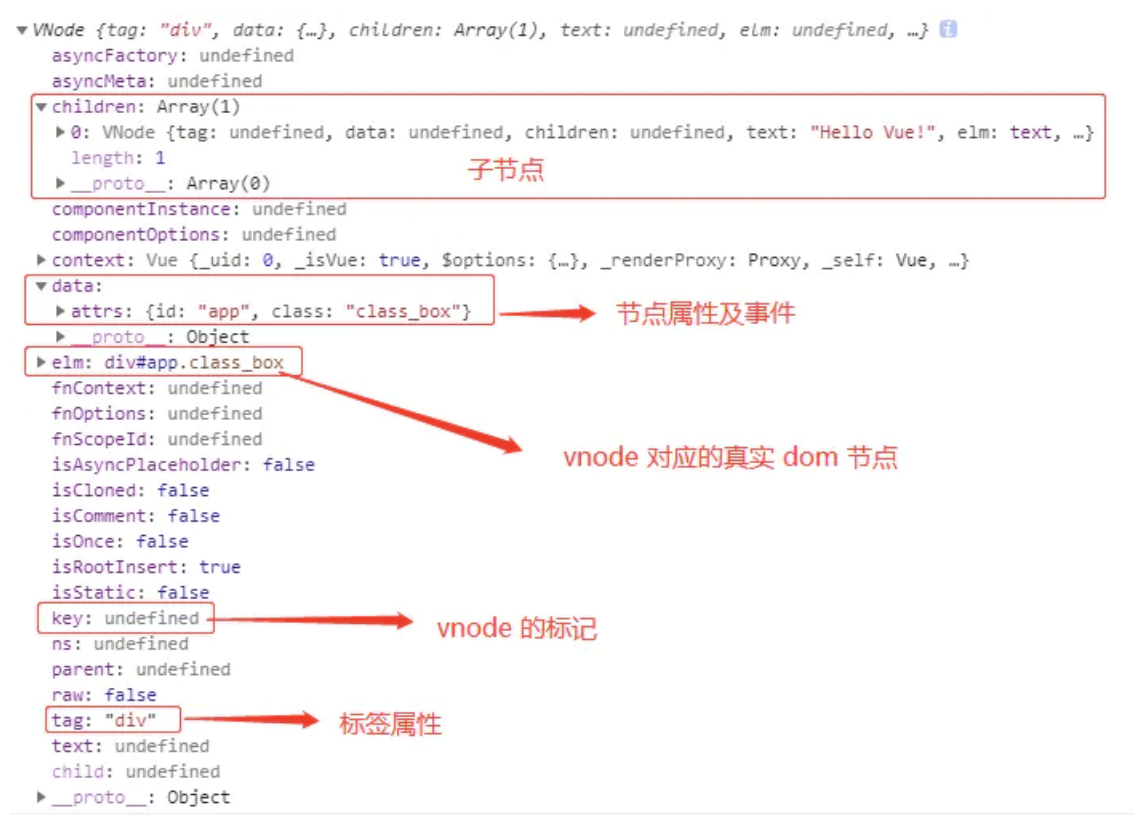 ▼VNode {tag: "div", data: {…}, children: Array(1), text: undefined, elm: undefined, …} i
asyncFactory: undefined
asyncMeta: undefined
▼children: Array(1)
▶0: VNode {tag: undefined, data: undefined, children: undefined, text: "Hello Vue!", elm: text, …}
length: 1
子节点
▶__proto__: Array(0)
componentInstance: undefined
componentOptions: undefined
▶context: Vue {_uid: 0, _isVue: true, $options: {…}, _renderProxy: Proxy, _self: Vue, …}
▼data:
▶attrs: {id: "app", class: "class_box"}
节点属性及事件
▶__proto__: Object
▶elm: div#app.class_box
fnContext: undefined
fnOptions: undefined
fnScopeId: undefined
vnode 对应的真实 dom 节点
isAsyncPlaceholder: false
isCloned: false
isComment: false
isOnce: false
isRootInsert: true
isStatic: false
key: undefined
vnode 的标记
ns: undefined
parent: undefined
raw: false
tag: "div"
标签属性
text: undefined
child: undefined
▶__proto__: Object